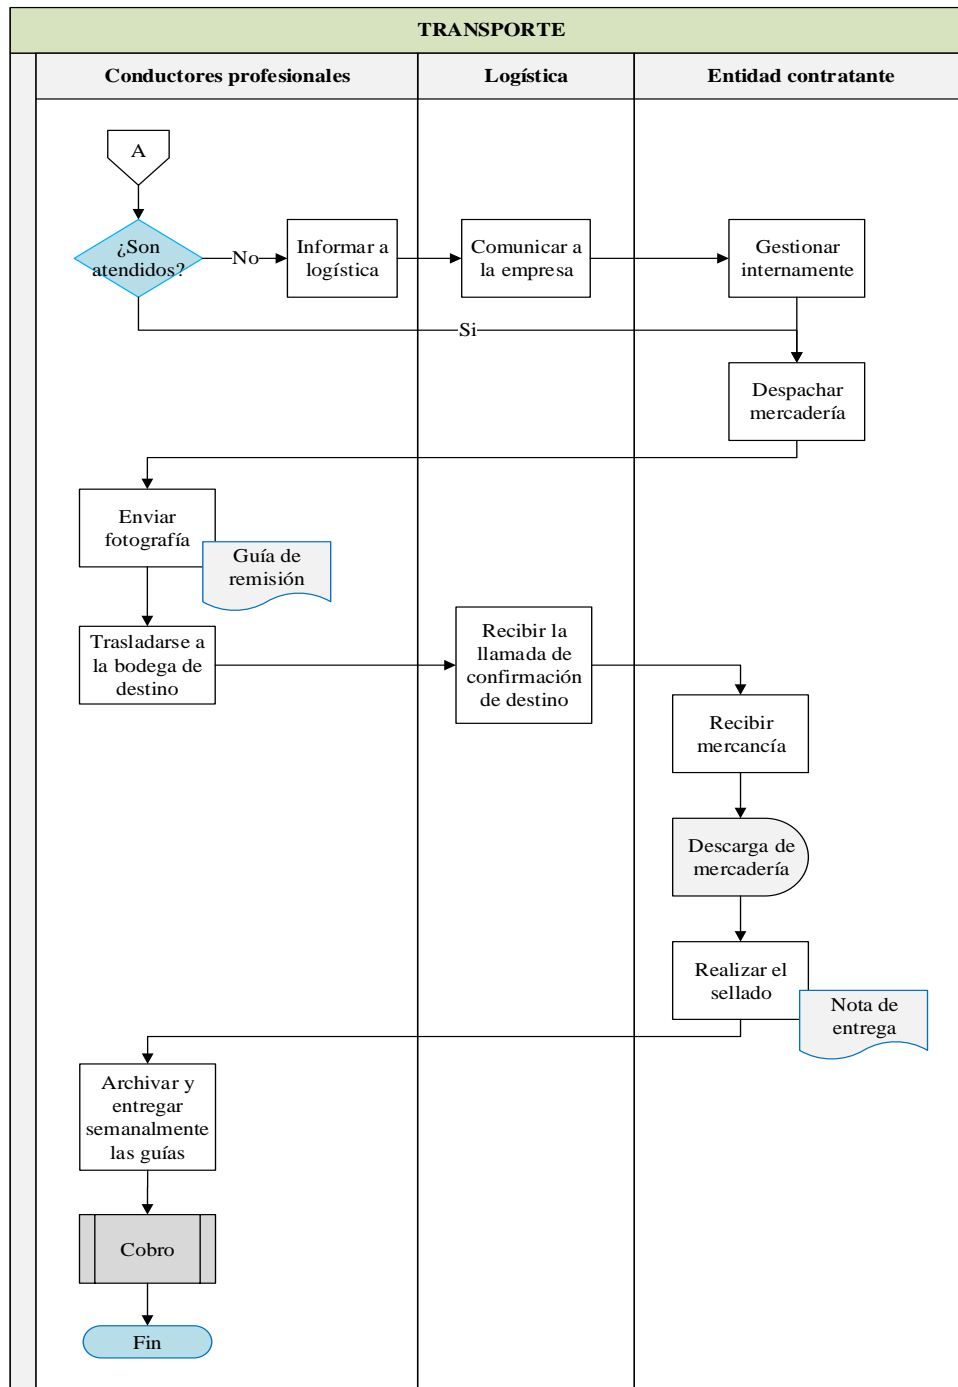 TRANSPORTE
Conductores profesionales
Logística
Entidad contratante
A
¿Son
atendidos?
No
Informar a
logística
Comunicar a
la empresa
Gestionar
internamente
Si
Despachar
mercadería
Enviar
fotografía
Guía de
remisión
Trasladarse a
la bodega de
destino
Recibir la
llamada de
confirmación
de destino
Recibir
mercancía
Descarga de
mercadería
Realizar el
sellado
Nota de
entrega
Archivar y
entregar
semanalmente
las guías
Cobro
Fin